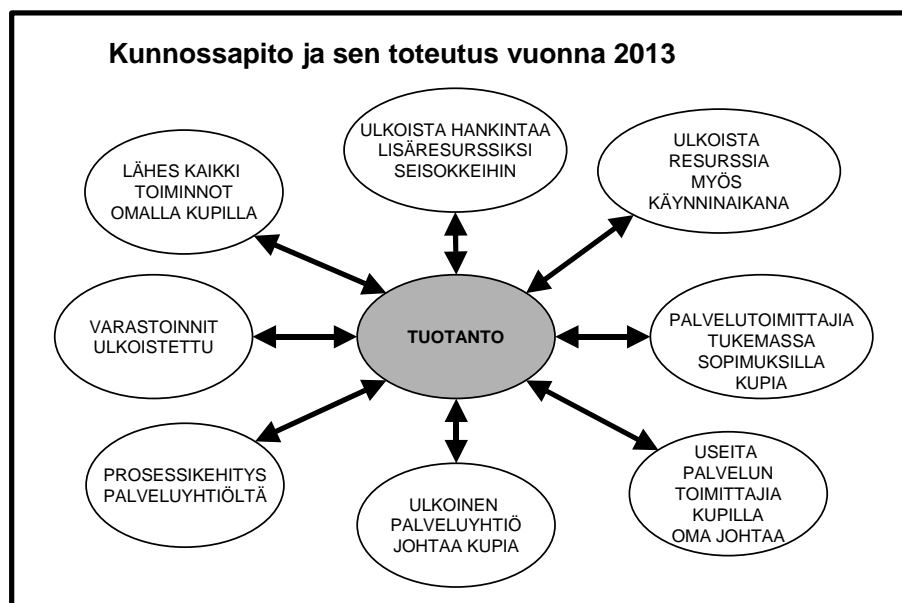 Kunnossapito ja sen toteutus vuonna 2013
ULKOISTA HANKINTAA
LISÄRESURSSIKSI
SEISOKKEIHIN
LÄHES KAIKKI
TOIMINNOT
OMALLA KUPILLA
ULKOISTA
RESURSSIA
MYÖS
KÄYNNINAIKANA
VARASTOINNIT
ULKOISTETTU
TUOTANTO
PALVELUTOIMITTAJIA
TUKEMASSA
SOPIMUKSILLA
KUPIA
PROSESSIKEHITYS
PALVELUYHTIÖLTÄ
ULKOINEN
PALVELUYHTIÖ
JOHTAA KUPIA
USEITA
PALVELUN
TOIMITTAJIA
KUPILLA
OMA JOHTAA